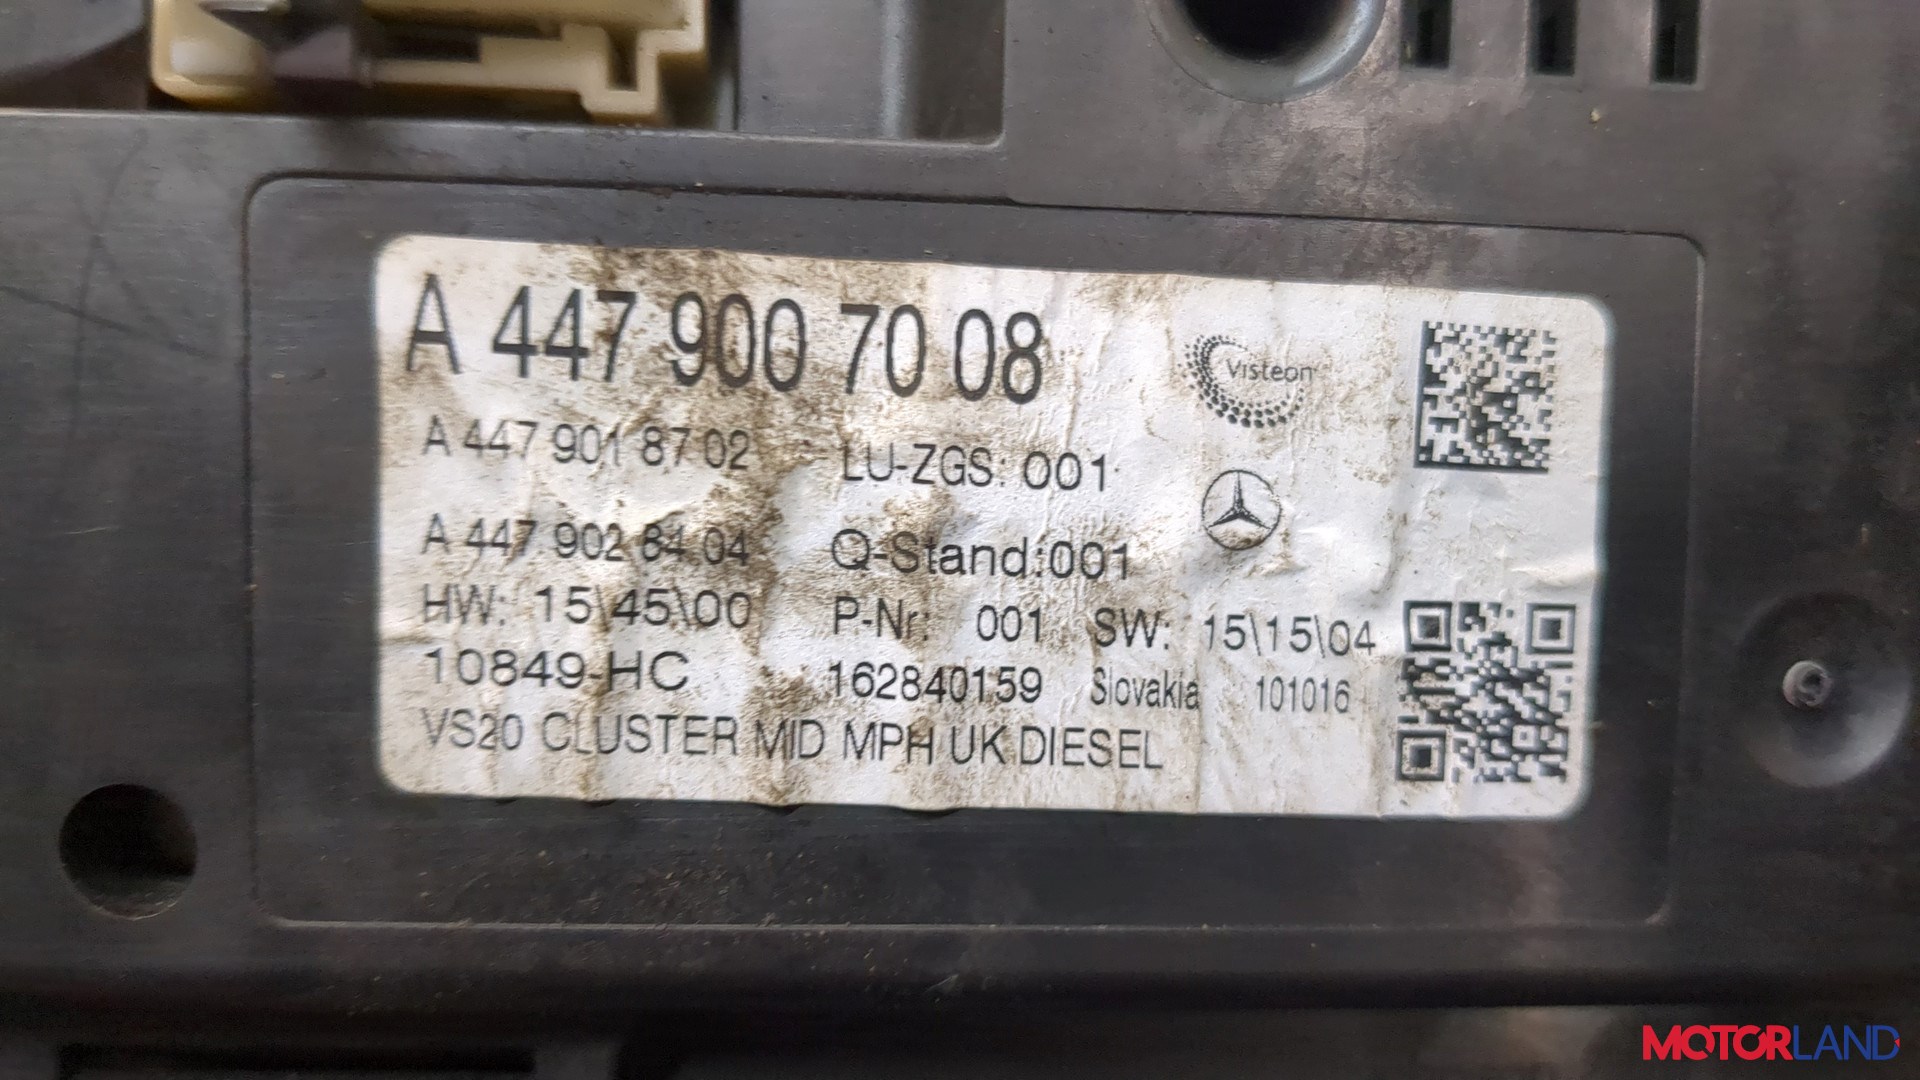 A 447 900 70 08
Visteon
A 447 901 87 02 LU-ZGS: 001
A 447 902 84 04 Q-Stand:001
HW: 15\45\00 P-Nr: 001 SW: 15\15\04
10849-HC 162840159 Slovakia 101016
VS20 CLUSTER MID MPH UK DIESEL
MOTORLAND